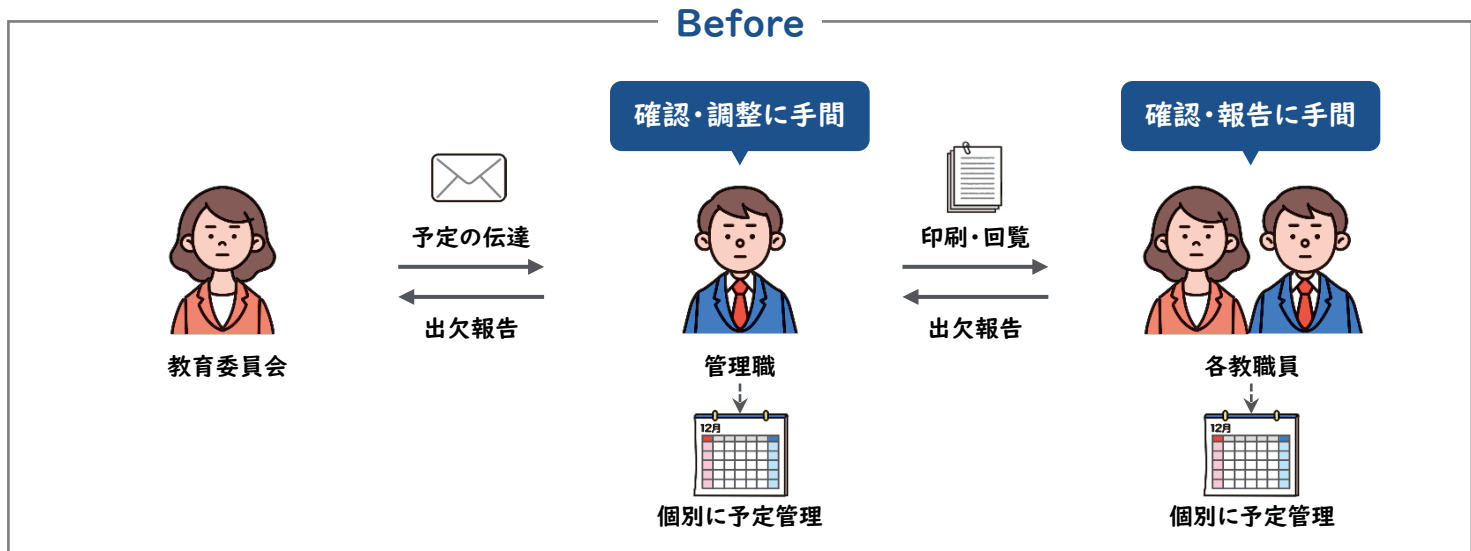 Before
確認・調整に手間
確認・報告に手間
予定の伝達
印刷・回覧
出欠報告
出欠報告
教育委員会
管理職
各教職員
12月
12月
個別に予定管理
個別に予定管理